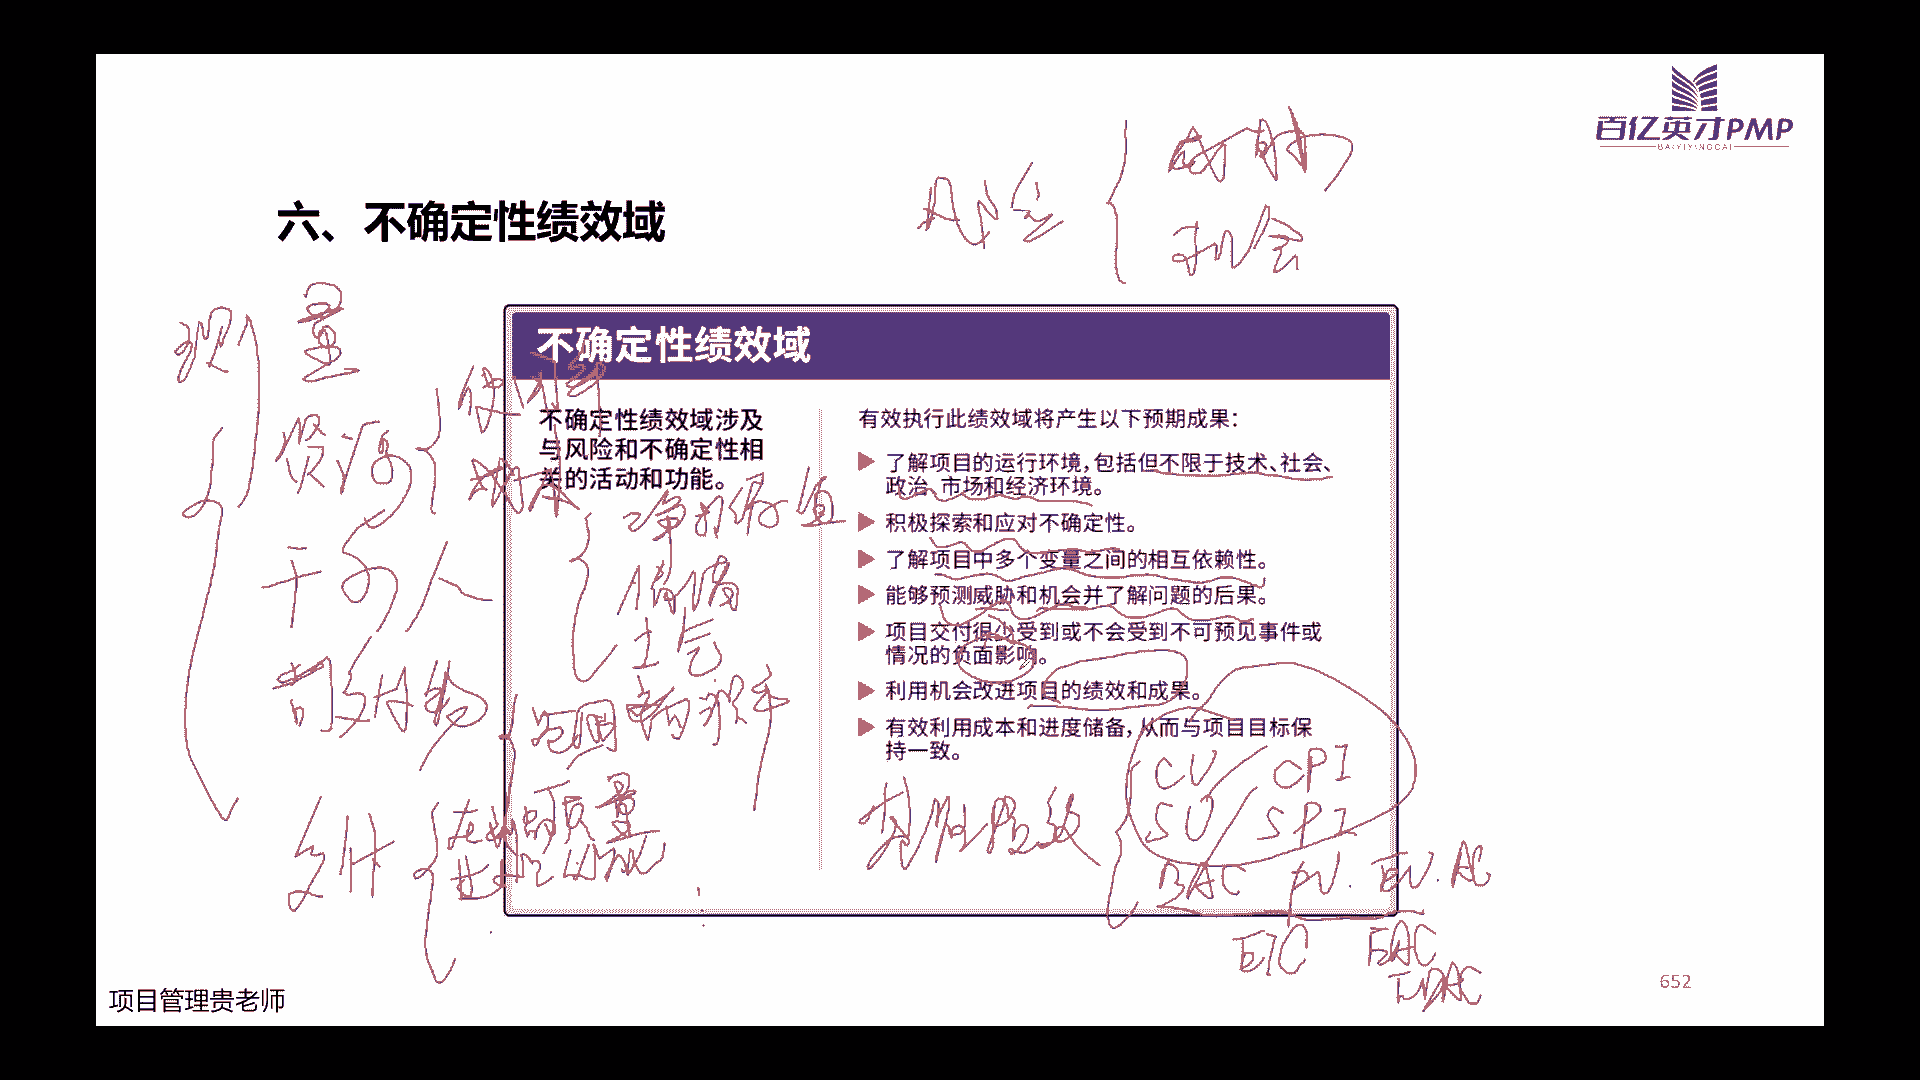 百亿英才PMP
BAIYIYINGCAI
六、不确定性绩效域
风险
威胁
机会
测量
资源
使用率
成本
干系人
净推荐值
士气
可交付物
文件
范围
质量
不确定性绩效域
不确定性绩效域涉及
与风险和不确定性相
关的活动和功能。
有效执行此绩效域将产生以下预期成果：
了解项目的运行环境，包括但不限于技术、社会、
政治、市场和经济环境。
积极探索和应对不确定性。
了解项目中多个变量之间的相互依赖性。
能够预测威胁和机会并了解问题的后果。
项目交付很少受到或不会受到不可预见事件或
情况的负面影响。
利用机会改进项目的绩效和成果。
有效利用成本和进度储备，从而与项目目标保
持一致。
CV / CPI
SV / SPI
BAC PV. EV. AC
ETC EAC
项目管理贵老师
652